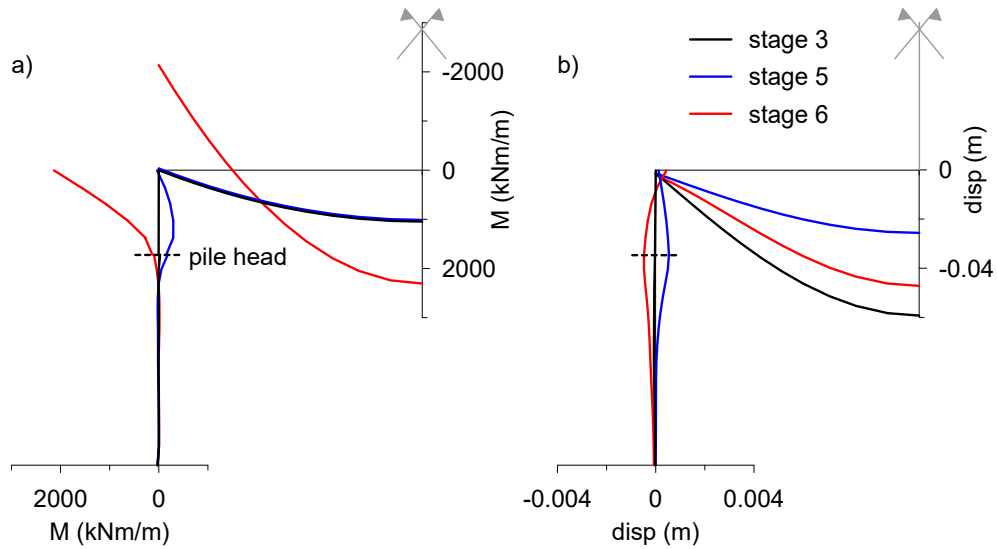 a)
-2000
0
2000
M (kNm/m)
pile head
2000 0
M (kNm/m)
b)
stage 3
stage 5
stage 6
0
-0.04
disp (m)
-0.004 0 0.004
disp (m)